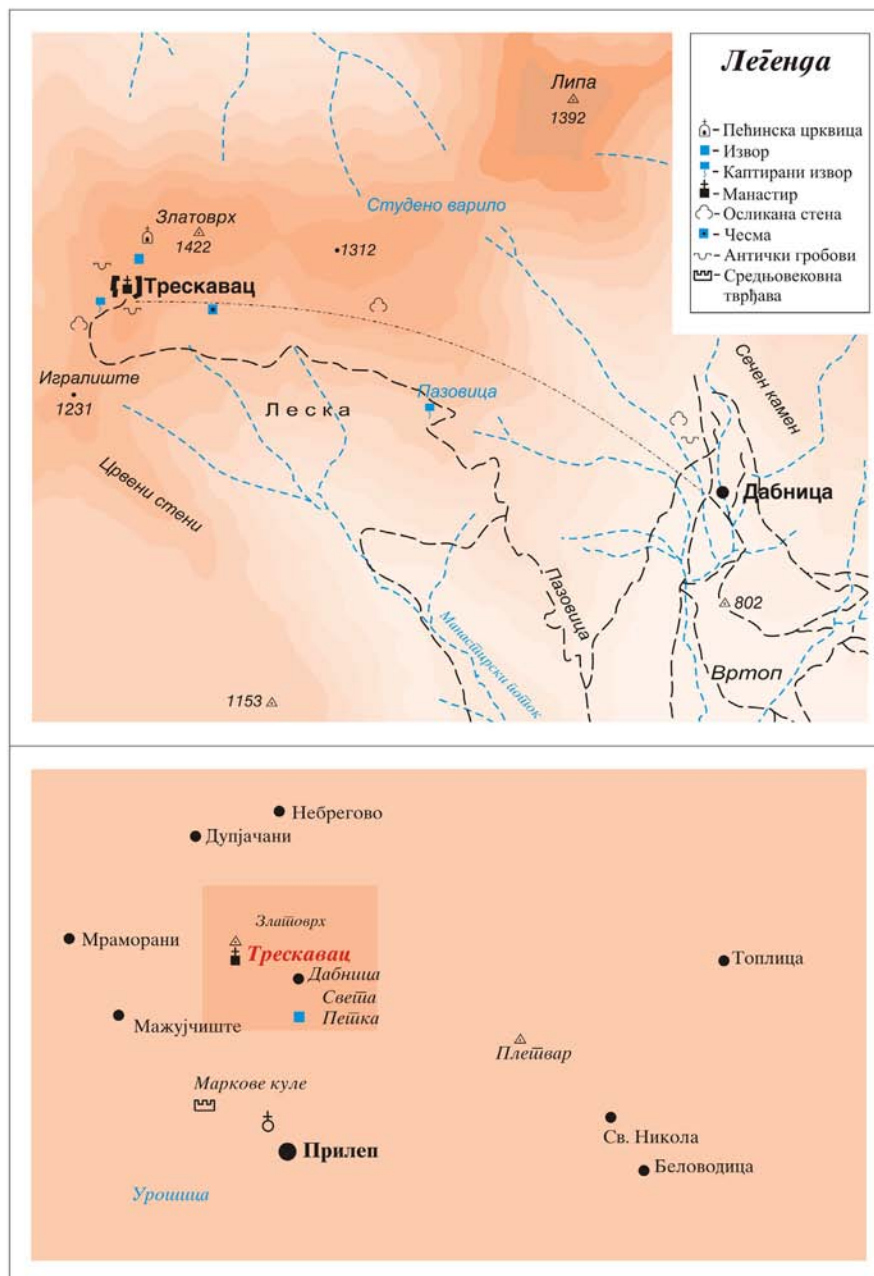 Легенда
Пећинска црквица
Извор
Каптирани извор
Манастир
Осликана стена
Чесма
Антички гробови
Средњовековна
тврђава
Липа
1392
Студено варило
Златоврх
1422
1312
Трескавац
Игралиште
1231
Леска
Пазовица
Сечен камен
Црвени стени
Дабница
Пазовица
802
Манастирски поток
Вртоп
1153
Небрегово
Дупјачани
Златоврх
Мраморани
Трескавац
Топлица
Дабница
Света
Петка
Мажујчиште
Плетвар
Маркове куле
Св. Никола
Прилеп
Беловодица
Урошица